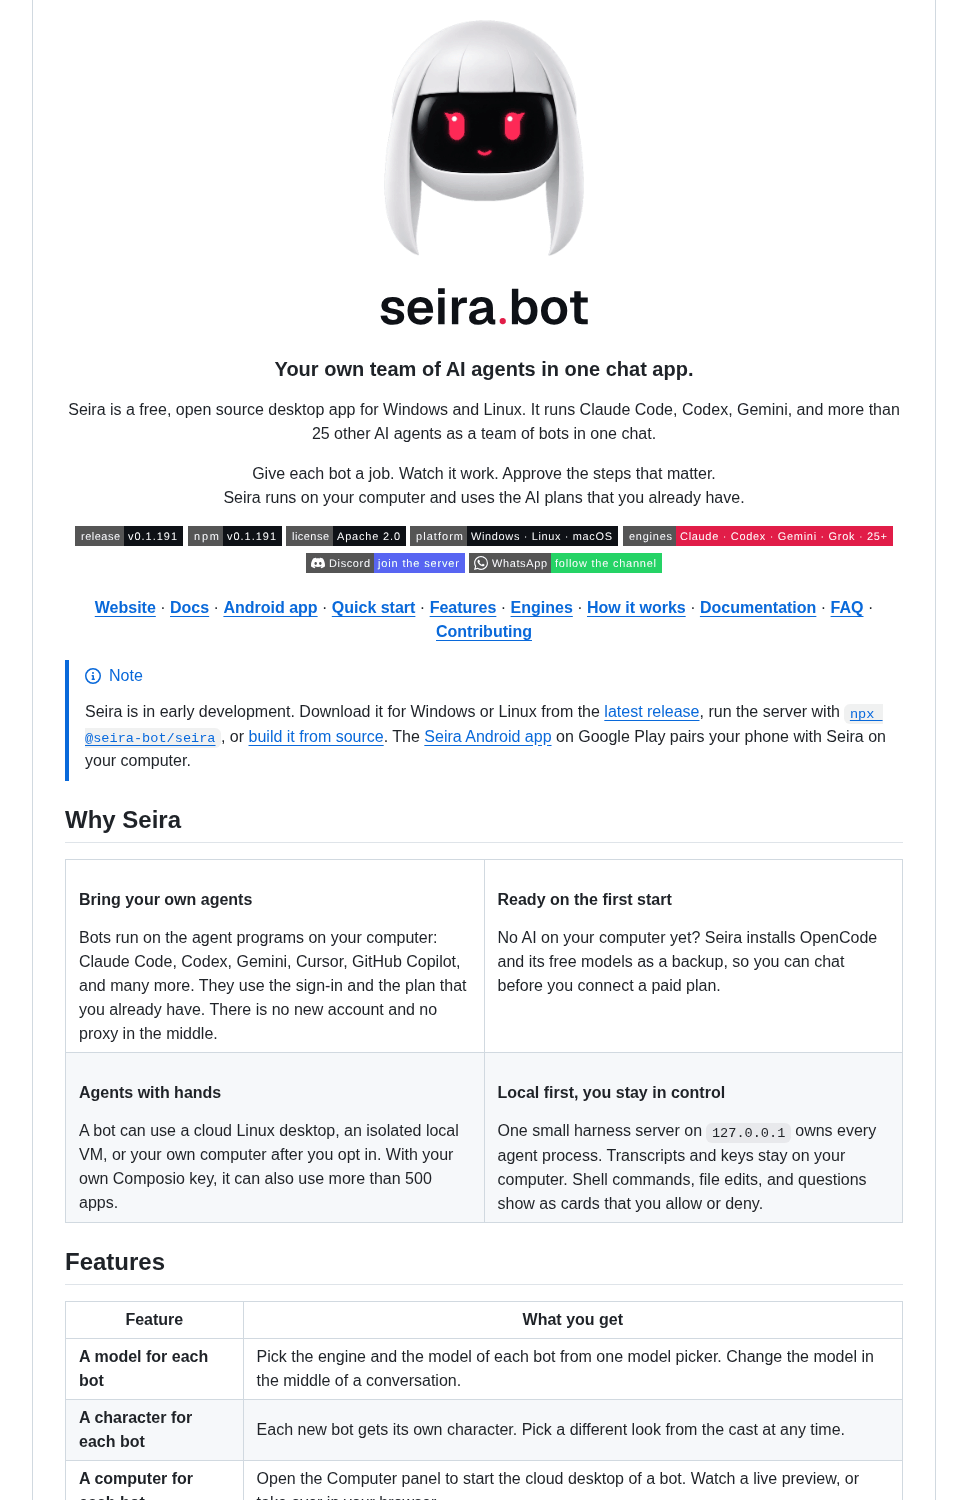 seira.bot
Your own team of AI agents in one chat app.
Seira is a free, open source desktop app for Windows and Linux. It runs Claude Code, Codex, Gemini, and more than
25 other AI agents as a team of bots in one chat.
Give each bot a job. Watch it work. Approve the steps that matter.
Seira runs on your computer and uses the AI plans that you already have.
release v0.1.191 npm v0.1.191 license Apache 2.0 platform Windows · Linux · macOS engines Claude · Codex · Gemini · Grok · 25+
Discord join the server WhatsApp follow the channel
Website · Docs · Android app · Quick start · Features · Engines · How it works · Documentation · FAQ ·
Contributing
Note
Seira is in early development. Download it for Windows or Linux from the latest release, run the server with npx
@seira-bot/seira, or build it from source. The Seira Android app on Google Play pairs your phone with Seira on
your computer.
Why Seira
Bring your own agents
Bots run on the agent programs on your computer:
Claude Code, Codex, Gemini, Cursor, GitHub Copilot,
and many more. They use the sign-in and the plan that
you already have. There is no new account and no
proxy in the middle.
Ready on the first start
No AI on your computer yet? Seira installs OpenCode
and its free models as a backup, so you can chat
before you connect a paid plan.
Agents with hands
A bot can use a cloud Linux desktop, an isolated local
VM, or your own computer after you opt in. With your
own Composio key, it can also use more than 500
apps.
Local first, you stay in control
One small harness server on 127.0.0.1 owns every
agent process. Transcripts and keys stay on your
computer. Shell commands, file edits, and questions
show as cards that you allow or deny.
Features
Feature What you get
A model for each
bot
Pick the engine and the model of each bot from one model picker. Change the model in
the middle of a conversation.
A character for
each bot
Each new bot gets its own character. Pick a different look from the cast at any time.
A computer for
each bot
Open the Computer panel to start the cloud desktop of a bot. Watch a live preview, or
take over in your browser.